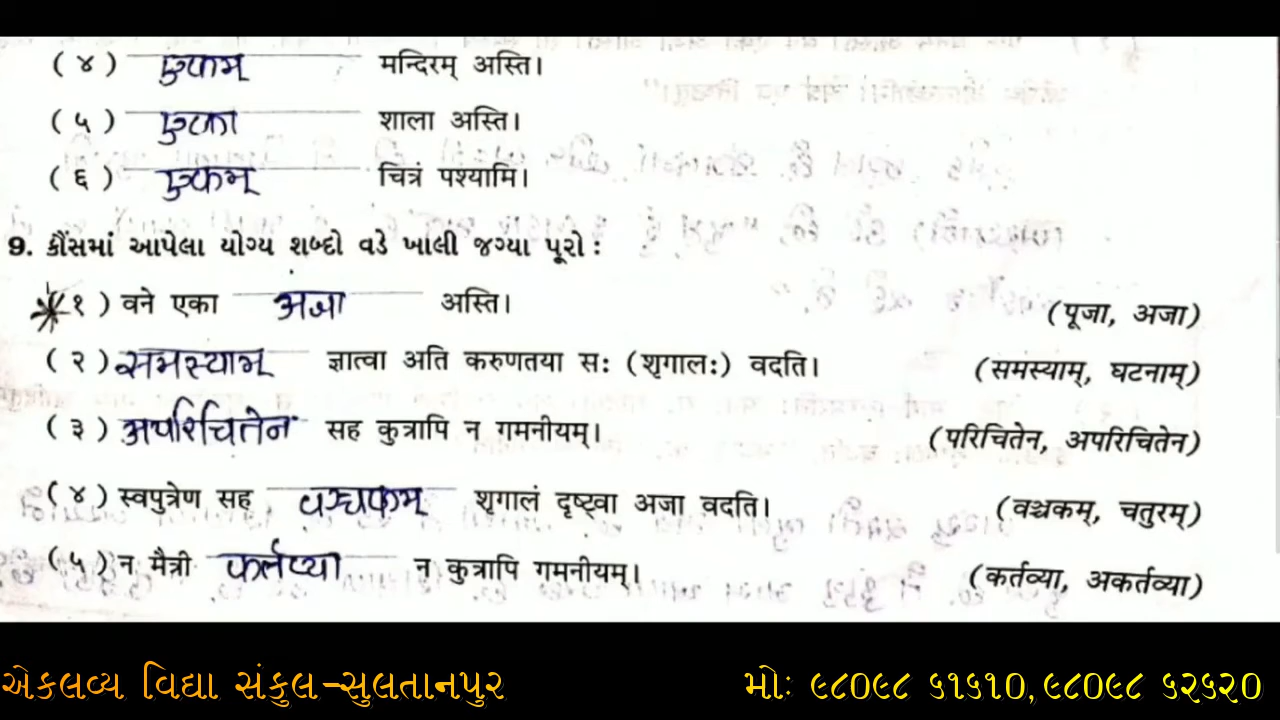 (४) एकम् मन्दिरम् अस्ति।
(५) एका शाला अस्ति।
(६) एकम् चित्रं पश्यामि।
9. કૌંસમાં આપેલા યોગ્ય શબ્દો વડે ખાલી જગ્યા પૂરો :
(१) वने एका अजा अस्ति। (पूजा, अजा)
(२) समस्याम् ज्ञात्वा अति करुणतया सः (शृगालः) वदति। (समस्याम्, घटनाम्)
(३) अपरिचितेन सह कुत्रापि न गमनीयम्। (परिचितेन, अपरिचितेन)
(४) स्वपुत्रेण सह वञ्चकम् शृगालं दृष्ट्वा अजा वदति। (वञ्चकम्, चतुरम्)
(५) न मैत्री कर्तव्या न कुत्रापि गमनीयम्। (कर्तव्या, अकर्तव्या)
એકલવ્ય વિદ્યા સંકુલ-સુલતાનપુર મોઃ ૯૮૦૯૮ ૬૧૬૧૦, ૯૮૦૯૮ ૬૨૬૨૦